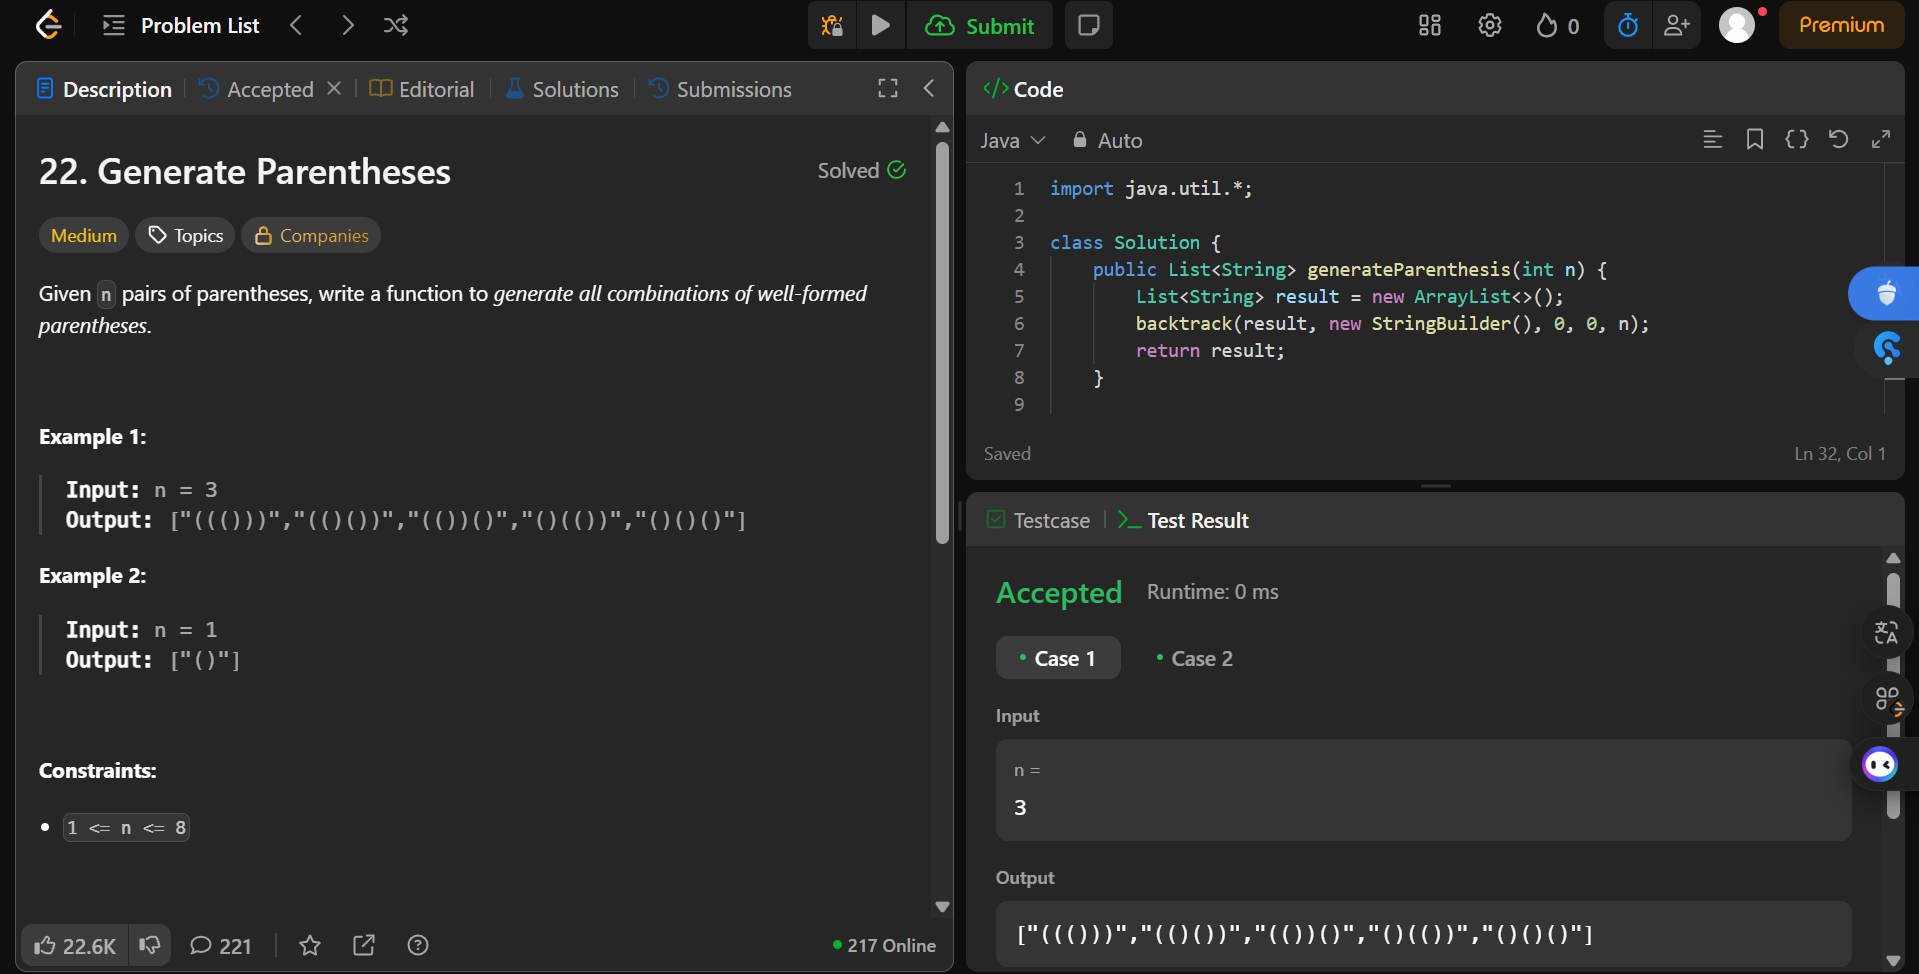 Problem List
Submit
0
Premium
Description
Accepted
Editorial
Solutions
Submissions
22. Generate Parentheses
Solved
Medium
Topics
Companies
Given n pairs of parentheses, write a function to generate all combinations of well-formed
parentheses.
Example 1:
Input: n = 3
Output: ["((()))","(()())","(())()","()(())","()()()"]
Example 2:
Input: n = 1
Output: ["()"]
Constraints:
1 <= n <= 8
22.6K
221
217 Online
Code
Java
Auto
1 import java.util.*;
2
3 class Solution {
4 public List<String> generateParenthesis(int n) {
5 List<String> result = new ArrayList<>();
6 backtrack(result, new StringBuilder(), 0, 0, n);
7 return result;
8 }
9
Saved
Ln 32, Col 1
Testcase
Test Result
Accepted
Runtime: 0 ms
Case 1
Case 2
Input
n =
3
Output
["((()))","(()())","(())()","()(())","()()()"]